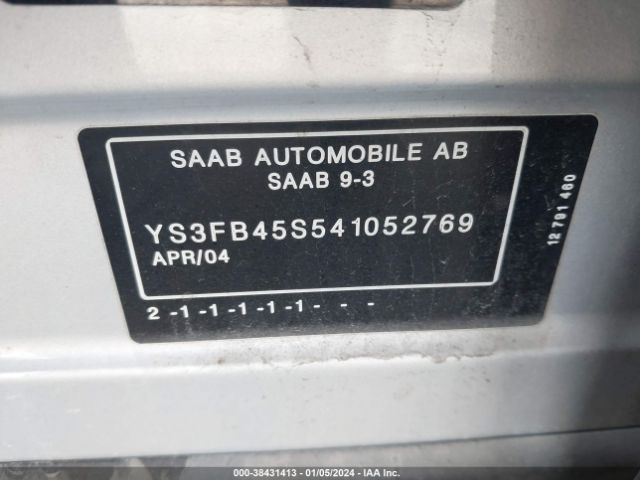 SAAB AUTOMOBILE AB
SAAB 9-3
YS3FB45S541052769
APR/04
2 -1 -1 -1 -1 -1 - - -
12 791 460
000-38431413 - 01/05/2024 - IAA Inc.